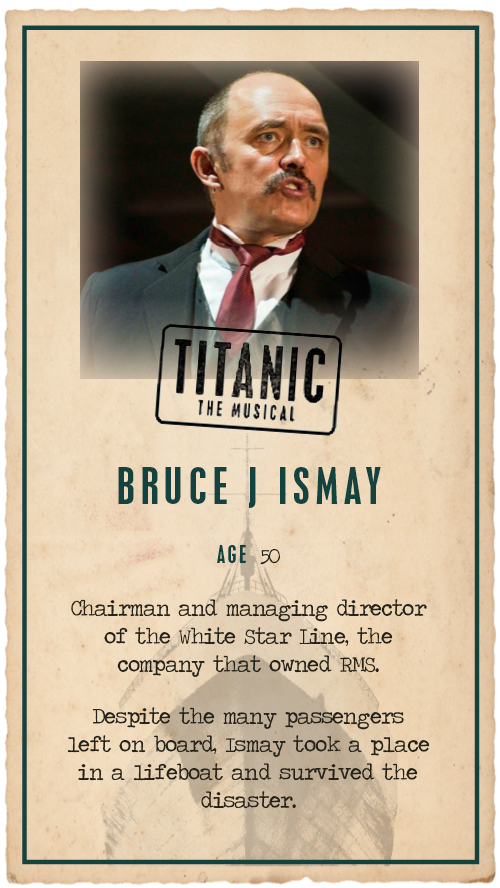 TITANIC
THE MUSICAL
BRUCE J ISMAY
AGE 50
Chairman and managing director
of the White Star Line, the
company that owned RMS.
Despite the many passengers
left on board, Ismay took a place
in a lifeboat and survived the
disaster.